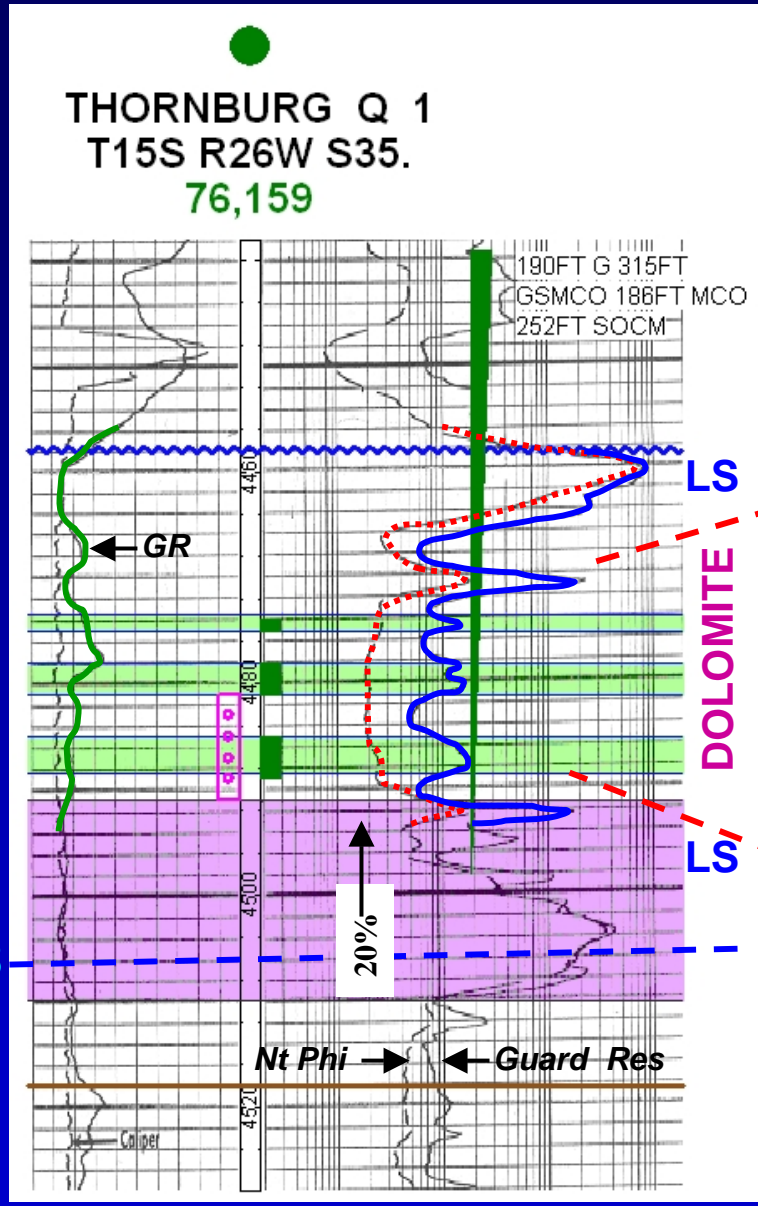 THORNBURG Q 1
T15S R26W S35.
76,159
190FT G 315FT
GSMCO 186FT MCO
252FT SOCM
4460
LS
GR
DOLOMITE
4480
LS
4500
20%
Nt Phi
Guard Res
4520
Caliper